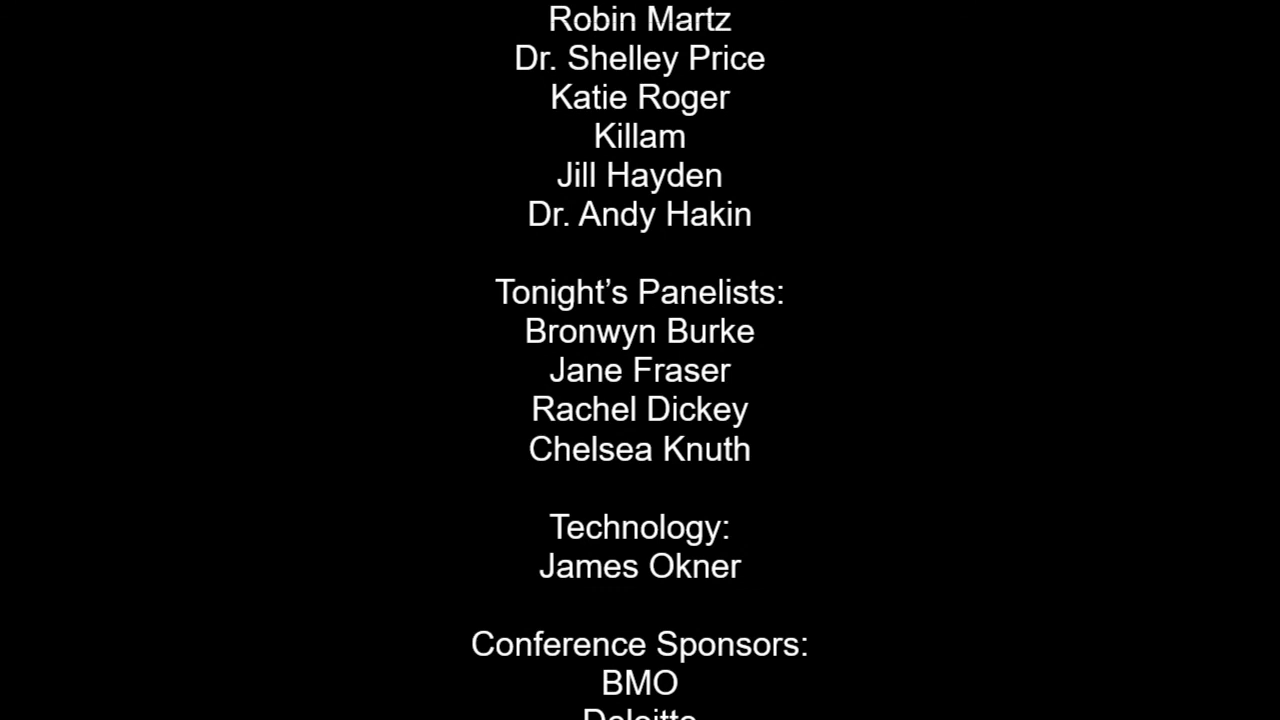 Robin Martz
Dr. Shelley Price
Katie Roger
Killam
Jill Hayden
Dr. Andy Hakin
Tonight’s Panelists:
Bronwyn Burke
Jane Fraser
Rachel Dickey
Chelsea Knuth
Technology:
James Okner
Conference Sponsors:
BMO
Deloitte